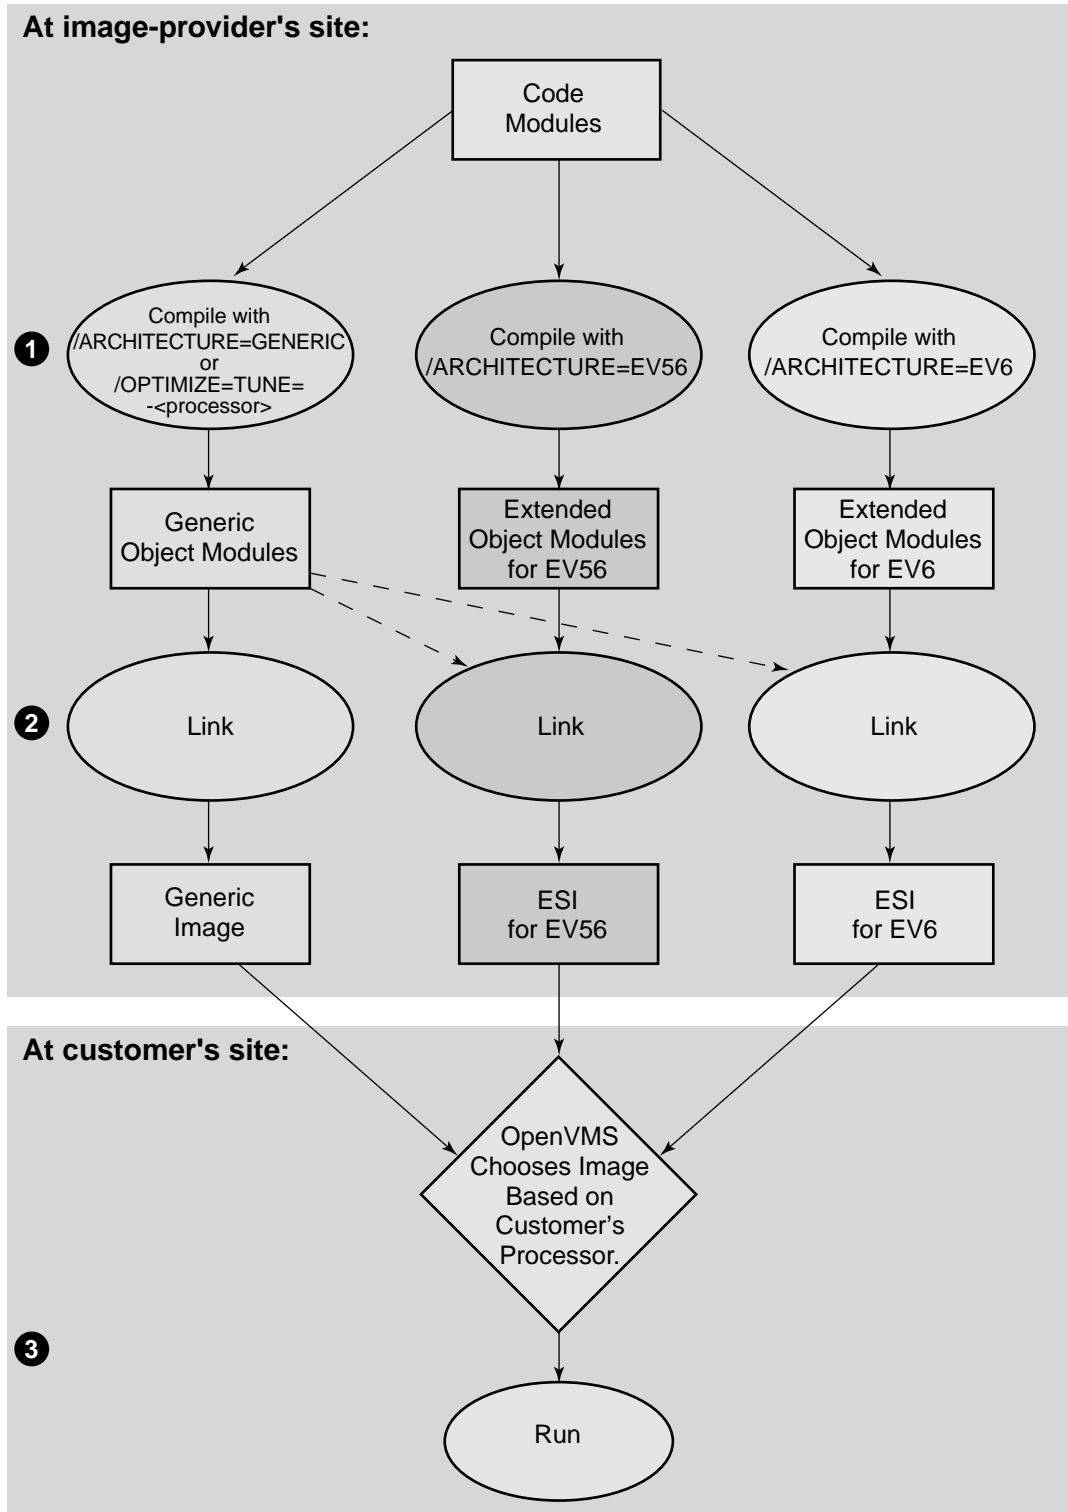 At image-provider's site:
Code
Modules
1
Compile with
/ARCHITECTURE=GENERIC
or
/OPTIMIZE=TUNE=
-<processor>
Compile with
/ARCHITECTURE=EV56
Compile with
/ARCHITECTURE=EV6
Generic
Object Modules
Extended
Object Modules
for EV56
Extended
Object Modules
for EV6
2
Link
Link
Link
Generic
Image
ESI
for EV56
ESI
for EV6
At customer's site:
OpenVMS
Chooses Image
Based on
Customer’s
Processor.
3
Run